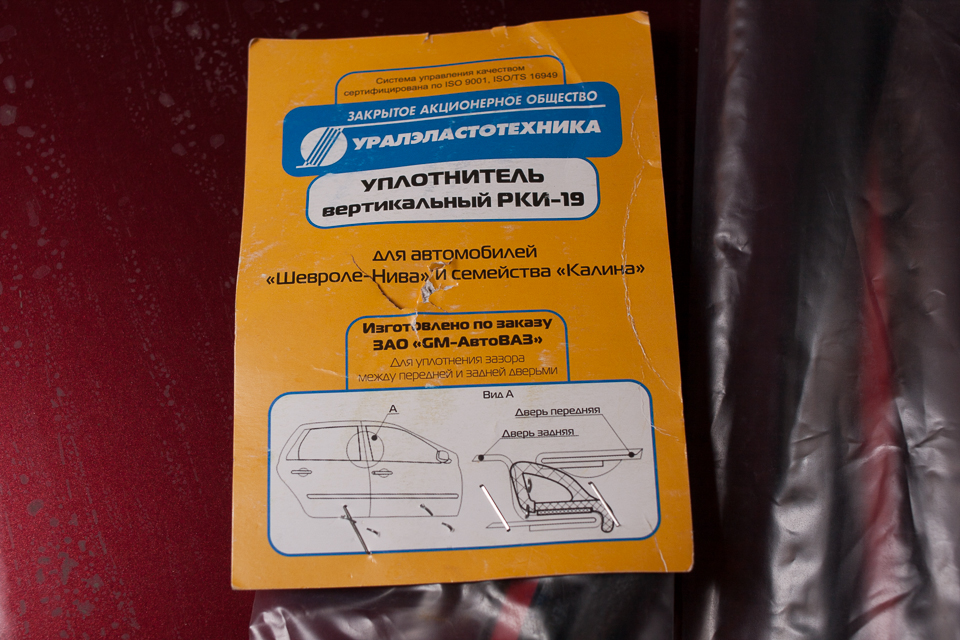 Система управления качеством
сертифицирована по ISO 9001, ISO/TS 16949
ЗАКРЫТОЕ АКЦИОНЕРНОЕ ОБЩЕСТВО
УРАЛЭЛАСТОТЕХНИКА
УПЛОТНИТЕЛЬ
вертикальный РКИ-19
для автомобилей
«Шевроле-Нива» и семейства «Калина»
Изготовлено по заказу
ЗАО «GM-АвтоВАЗ»
Для уплотнения зазора
между передней и задней дверьми
Вид А
А
Дверь передняя
Дверь задняя